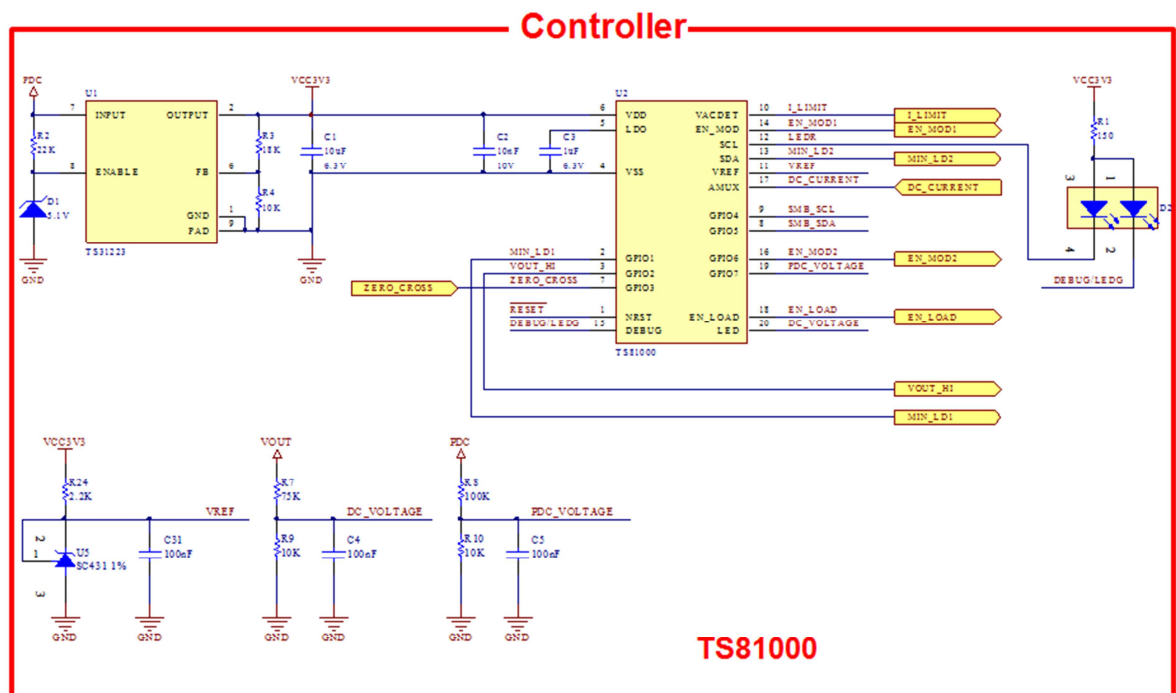 Controller
PDC
U1
7 INPUT OUTPUT 2
R2
22K
8 ENABLE FB 6
D1
5.1V
GND 1
PAD 9
TS31223
GND
VCC3V3
R3
18K
R4
10K
C1
10uF
6.3V
GND
C2
10nF
10V
C3
1uF
6.3V
U2
6 VDD VACDET 10 I_LIMIT I_LIMIT
5 LDO EN_MOD 14 EN_MOD1 EN_MOD1
SCL 12 LEDR
SDA 13 MIN_LD2 MIN_LD2
4 VSS VREF 11 VREF
AMUX 17 DC_CURRENT DC_CURRENT
GPIO4 9 SMB_SCL
GPIO5 8 SMB_SDA
MIN_LD1 2 GPIO1 GPIO6 16 EN_MOD2 EN_MOD2
VOUT_HI 3 GPIO2 GPIO7 19 PDC_VOLTAGE
ZERO_CROSS ZERO_CROSS 7 GPIO3
RESET 1 NRST EN_LOAD 18 EN_LOAD EN_LOAD
DEBUG/LEDG 15 DEBUG LED 20 DC_VOLTAGE
TS81000
VOUT_HI
MIN_LD1
VCC3V3
R1
150
3 1
D2
4 2
DEBUG/LEDG
VCC3V3
R24
2.2K
VREF
2
1
U5
SC431 1%
3
C31
100nF
GND
GND
VOUT
R7
75K
DC_VOLTAGE
R9
10K
C4
100nF
GND
GND
PDC
R8
100K
PDC_VOLTAGE
R10
10K
C5
100nF
GND
GND
TS81000